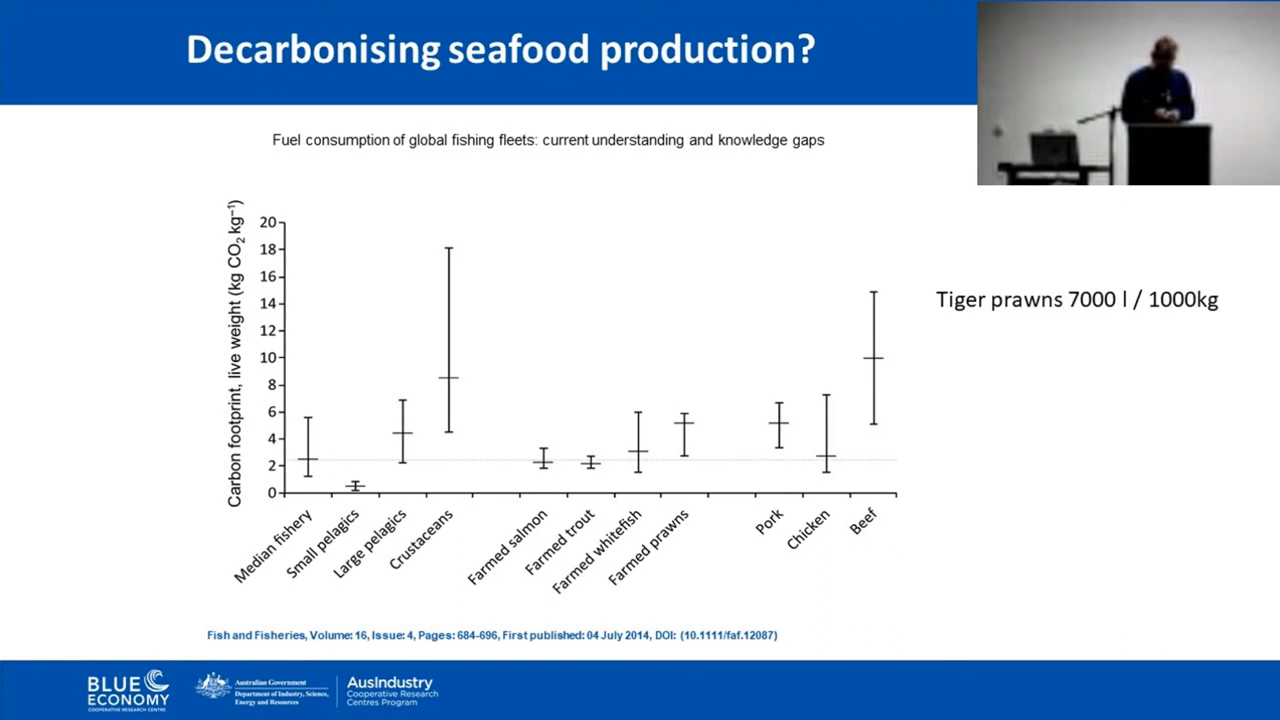 Decarbonising seafood production?
Fuel consumption of global fishing fleets: current understanding and knowledge gaps
Carbon footprint, live weight (kg CO₂ kg⁻¹)
20
18
16
14
12
10
8
6
4
2
0
Median fishery
Small pelagics
Large pelagics
Crustaceans
Farmed salmon
Farmed trout
Farmed whitefish
Farmed prawns
Pork
Chicken
Beef
Tiger prawns 7000 l / 1000kg
Fish and Fisheries, Volume: 16, Issue: 4, Pages: 684-696, First published: 04 July 2014, DOI: (10.1111/faf.12087)
BLUE
ECONOMY
COOPERATIVE RESEARCH CENTRE
Australian Government
Department of Industry, Science,
Energy and Resources
AusIndustry
Cooperative Research
Centres Program